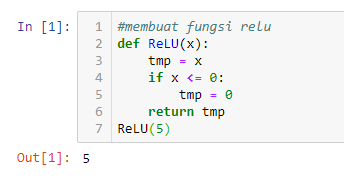 In [1]: 1 #membuat fungsi relu
2 def ReLU(x):
3     tmp = x
4     if x <= 0:
5         tmp = 0
6     return tmp
7 ReLU(5)
Out[1]: 5